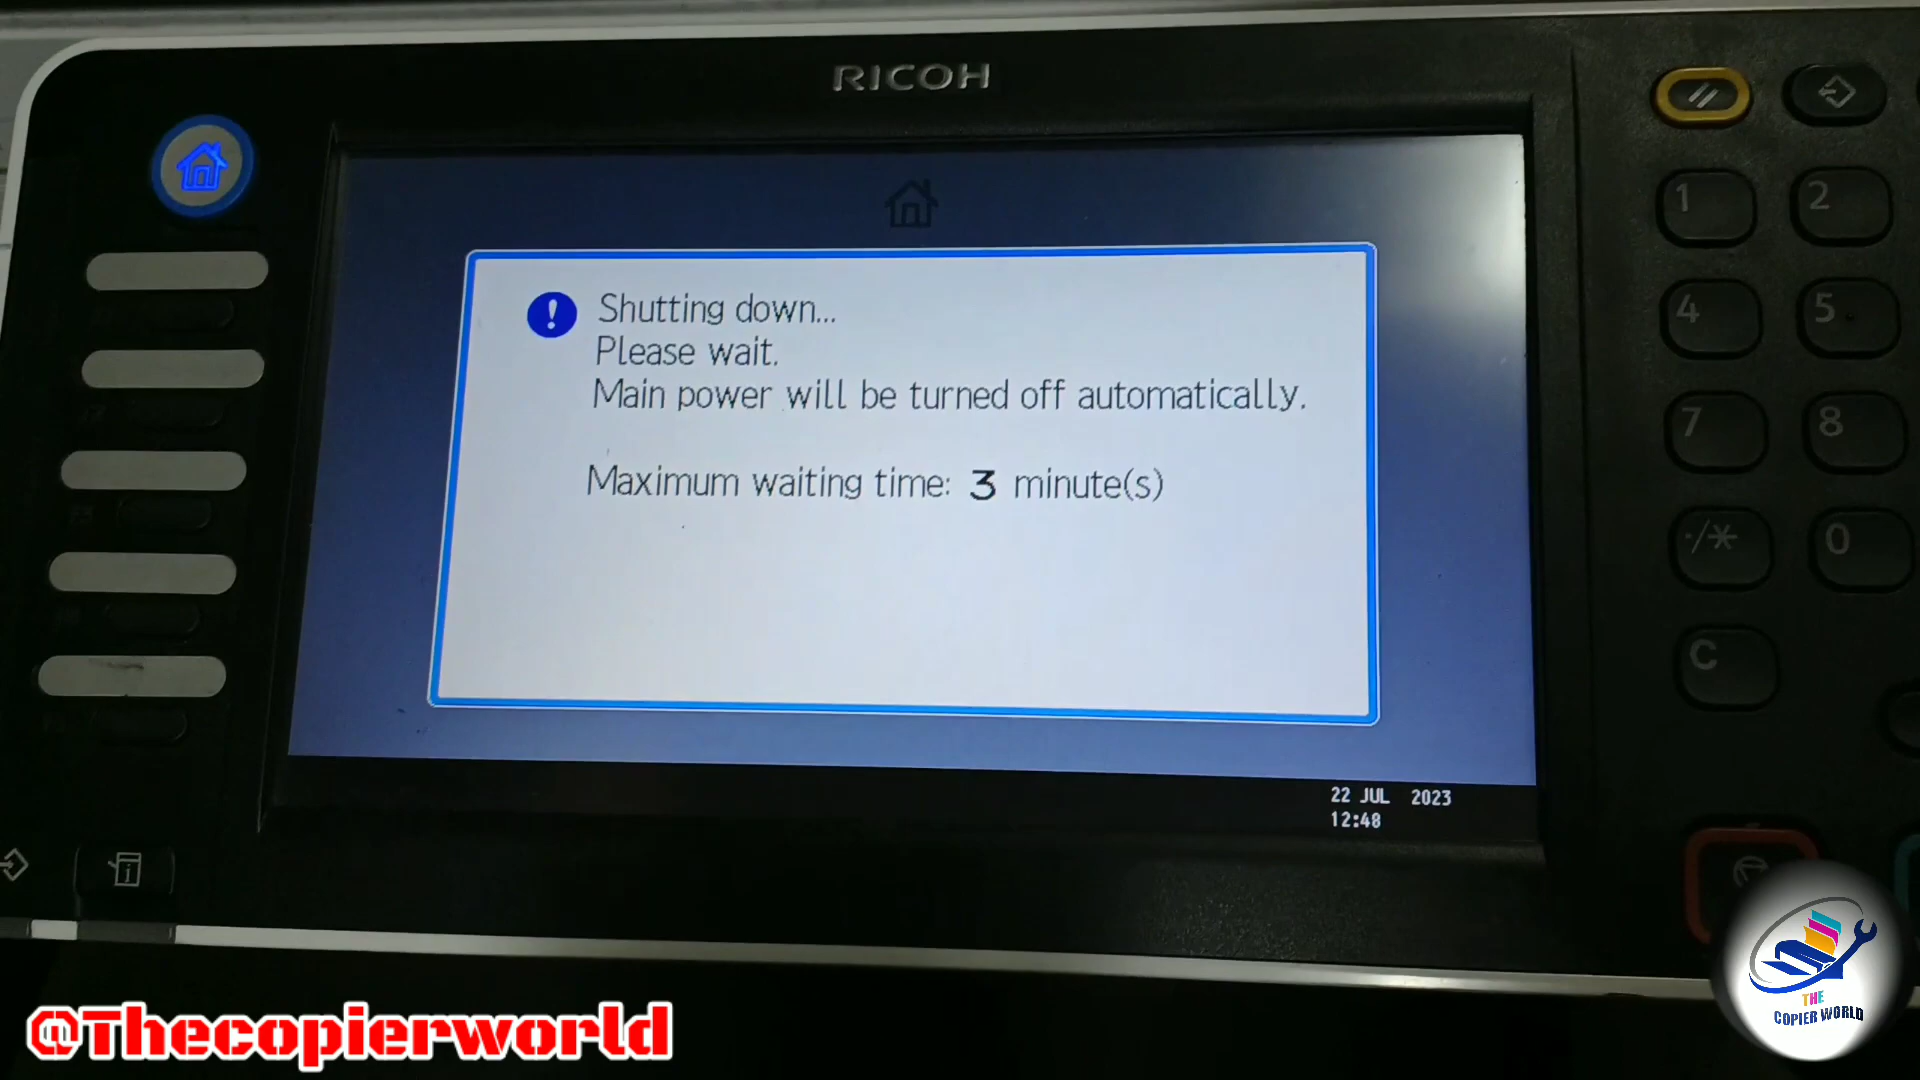 RICOH
Shutting down...
Please wait.
Main power will be turned off automatically.
Maximum waiting time: 3 minute(s)
22 JUL 2023
12:48
1
2
4
5
7
8
·/*
0
C
@Thecopierworld
THE
COPIER WORLD